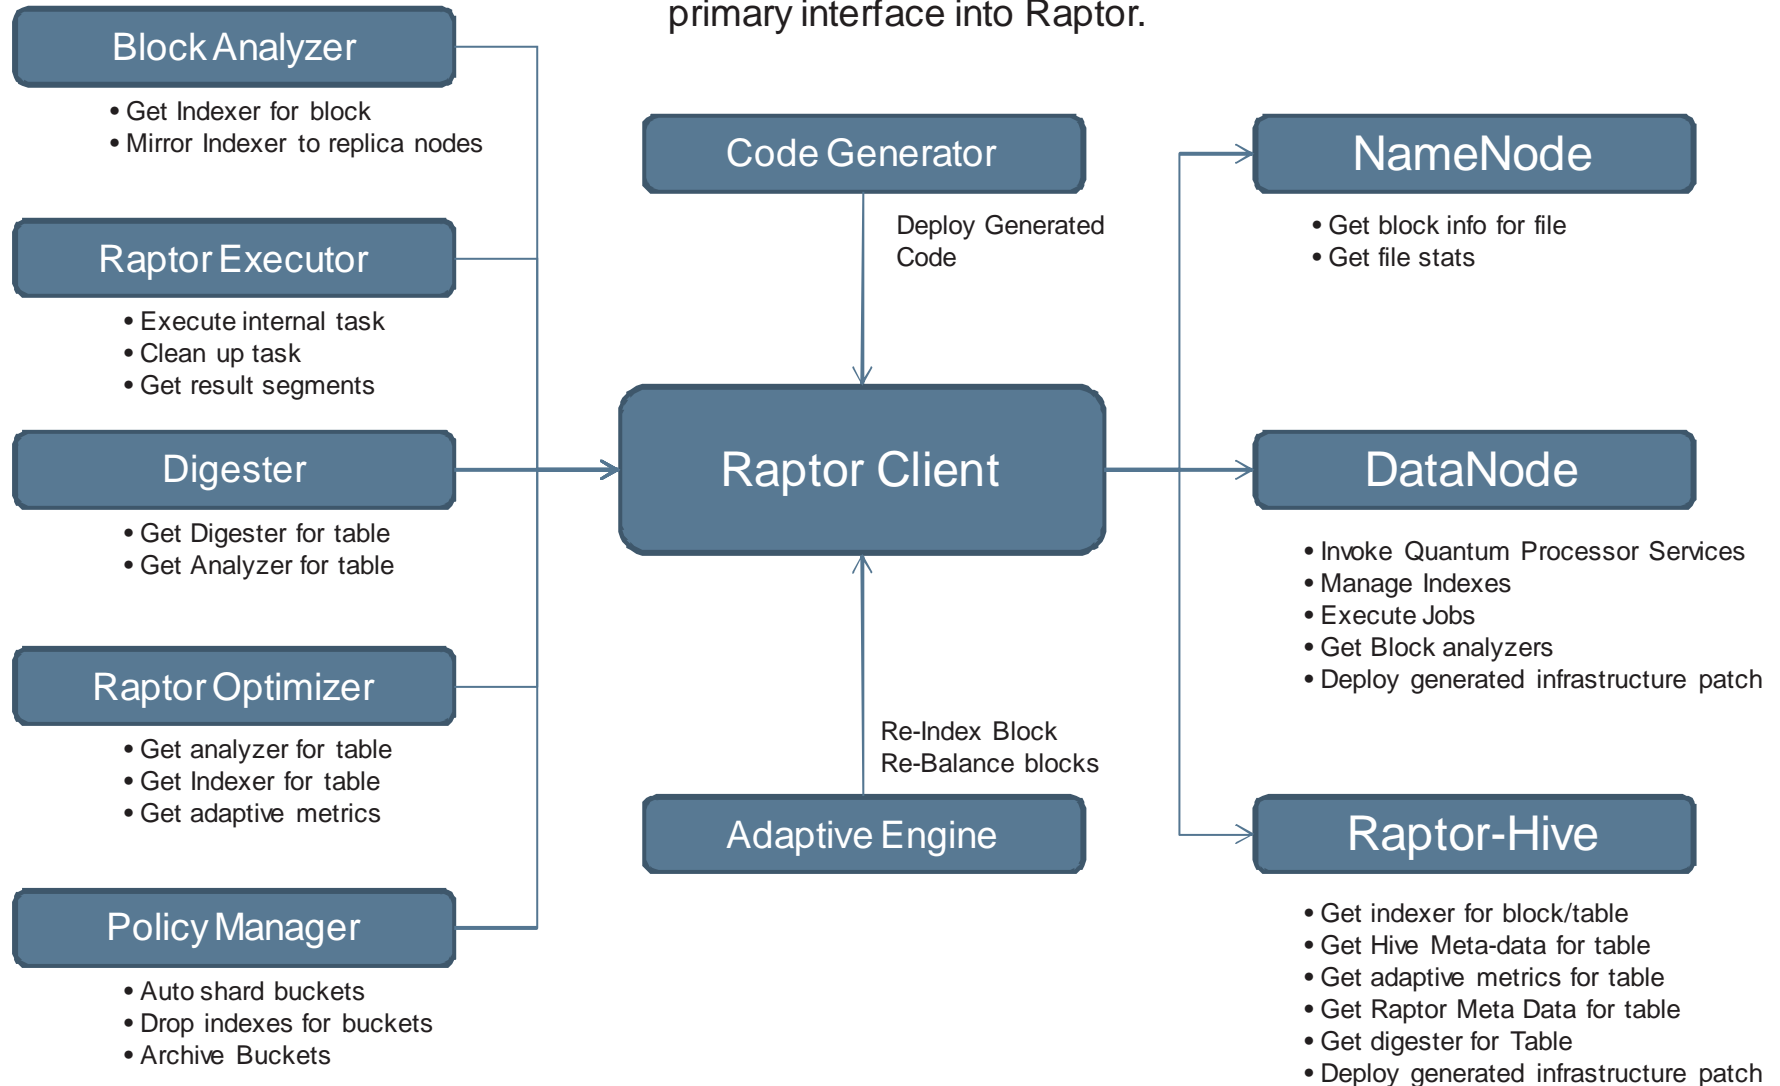 primary interface into Raptor.
Block Analyzer
• Get Indexer for block
• Mirror Indexer to replica nodes
Raptor Executor
• Execute internal task
• Clean up task
• Get result segments
Digester
• Get Digester for table
• Get Analyzer for table
Raptor Optimizer
• Get analyzer for table
• Get Indexer for table
• Get adaptive metrics
Policy Manager
• Auto shard buckets
• Drop indexes for buckets
• Archive Buckets
Code Generator
Deploy Generated
Code
Raptor Client
Re-Index Block
Re-Balance blocks
Adaptive Engine
NameNode
• Get block info for file
• Get file stats
DataNode
• Invoke Quantum Processor Services
• Manage Indexes
• Execute Jobs
• Get Block analyzers
• Deploy generated infrastructure patch
Raptor-Hive
• Get indexer for block/table
• Get Hive Meta-data for table
• Get adaptive metrics for table
• Get Raptor Meta Data for table
• Get digester for Table
• Deploy generated infrastructure patch